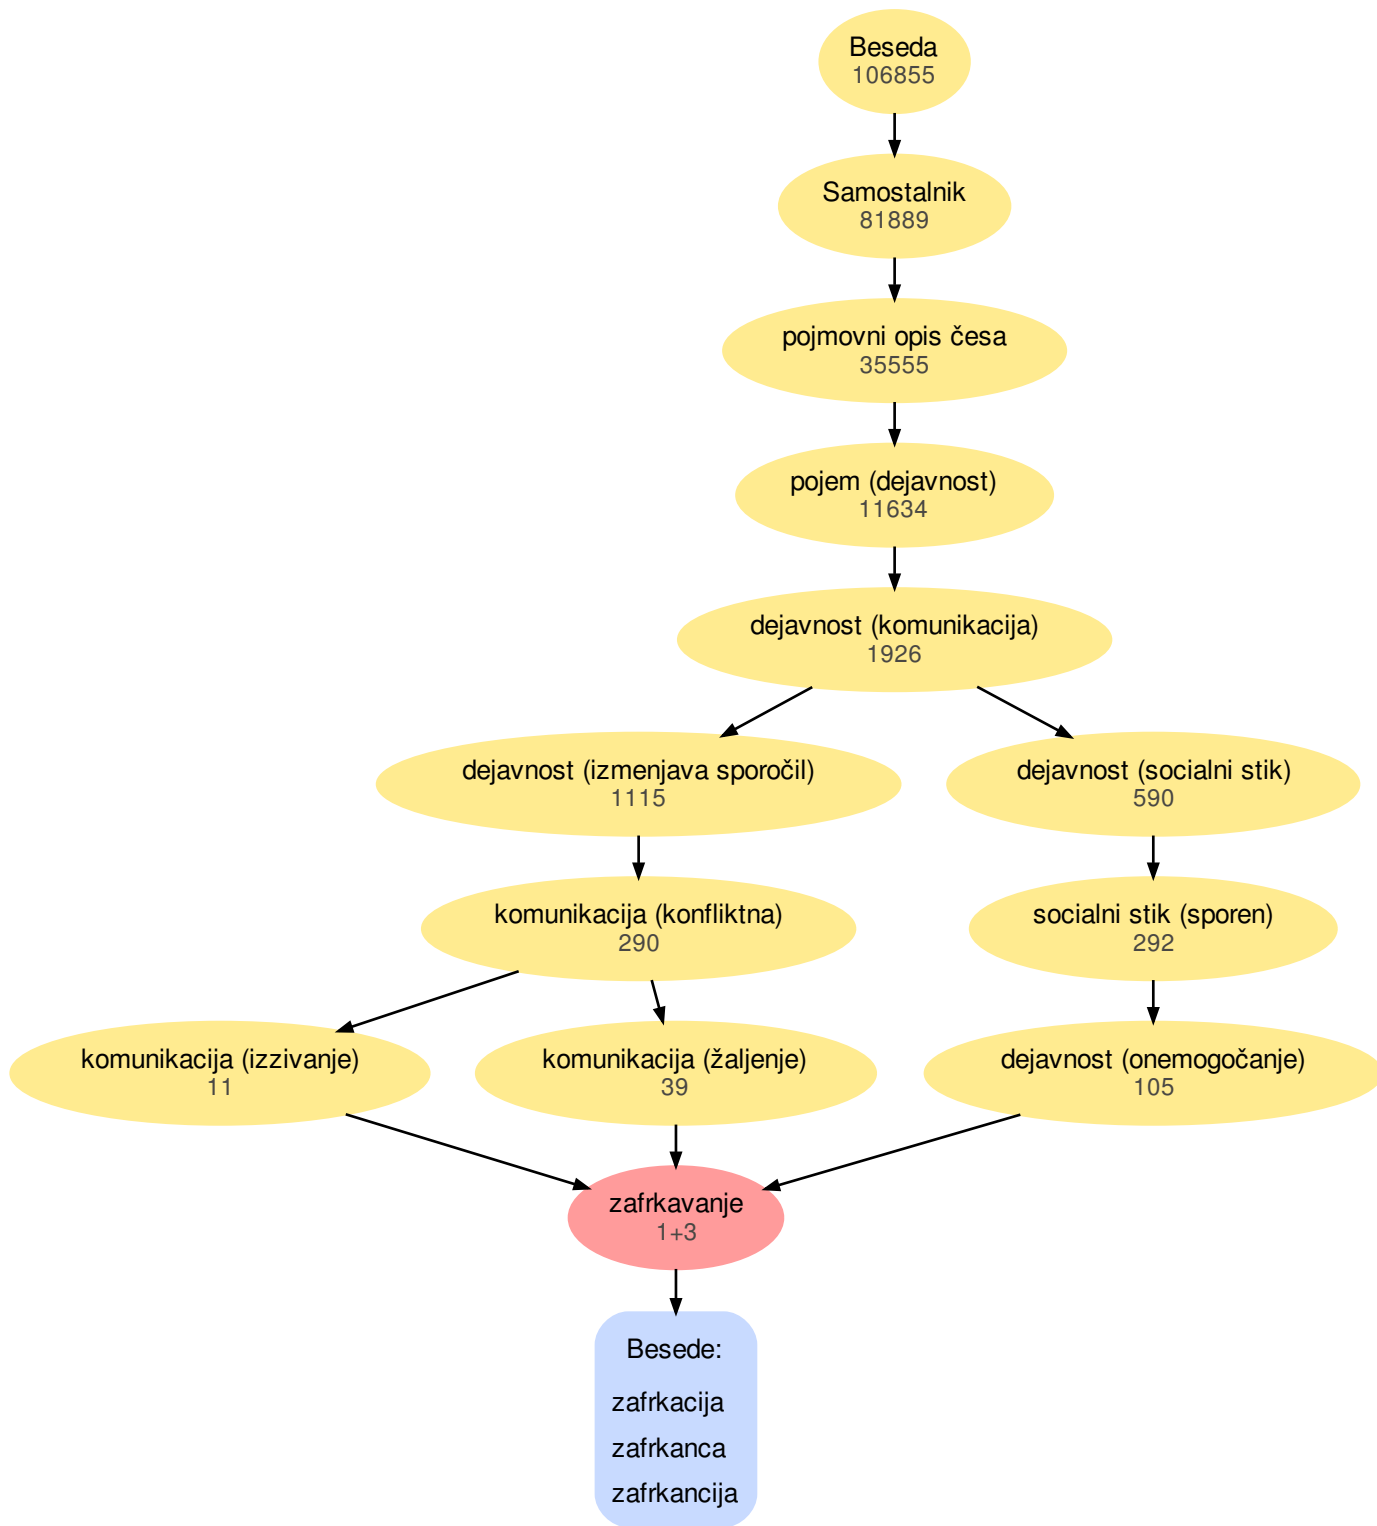 Beseda
106855
Samostalnik
81889
pojmovni opis česa
35555
pojem (dejavnost)
11634
dejavnost (komunikacija)
1926
dejavnost (izmenjava sporočil)
1115
dejavnost (socialni stik)
590
komunikacija (konfliktna)
290
socialni stik (sporen)
292
komunikacija (izzivanje)
11
komunikacija (žaljenje)
39
dejavnost (onemogočanje)
105
zafrkavanje
1+3
Besede:
zafrkacija
zafrkanca
zafrkancija